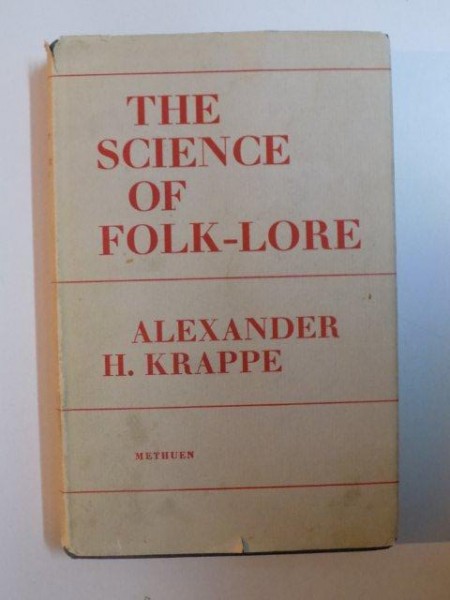 THE
SCIENCE
OF
FOLK-LORE
ALEXANDER
H. KRAPPE
METHUEN